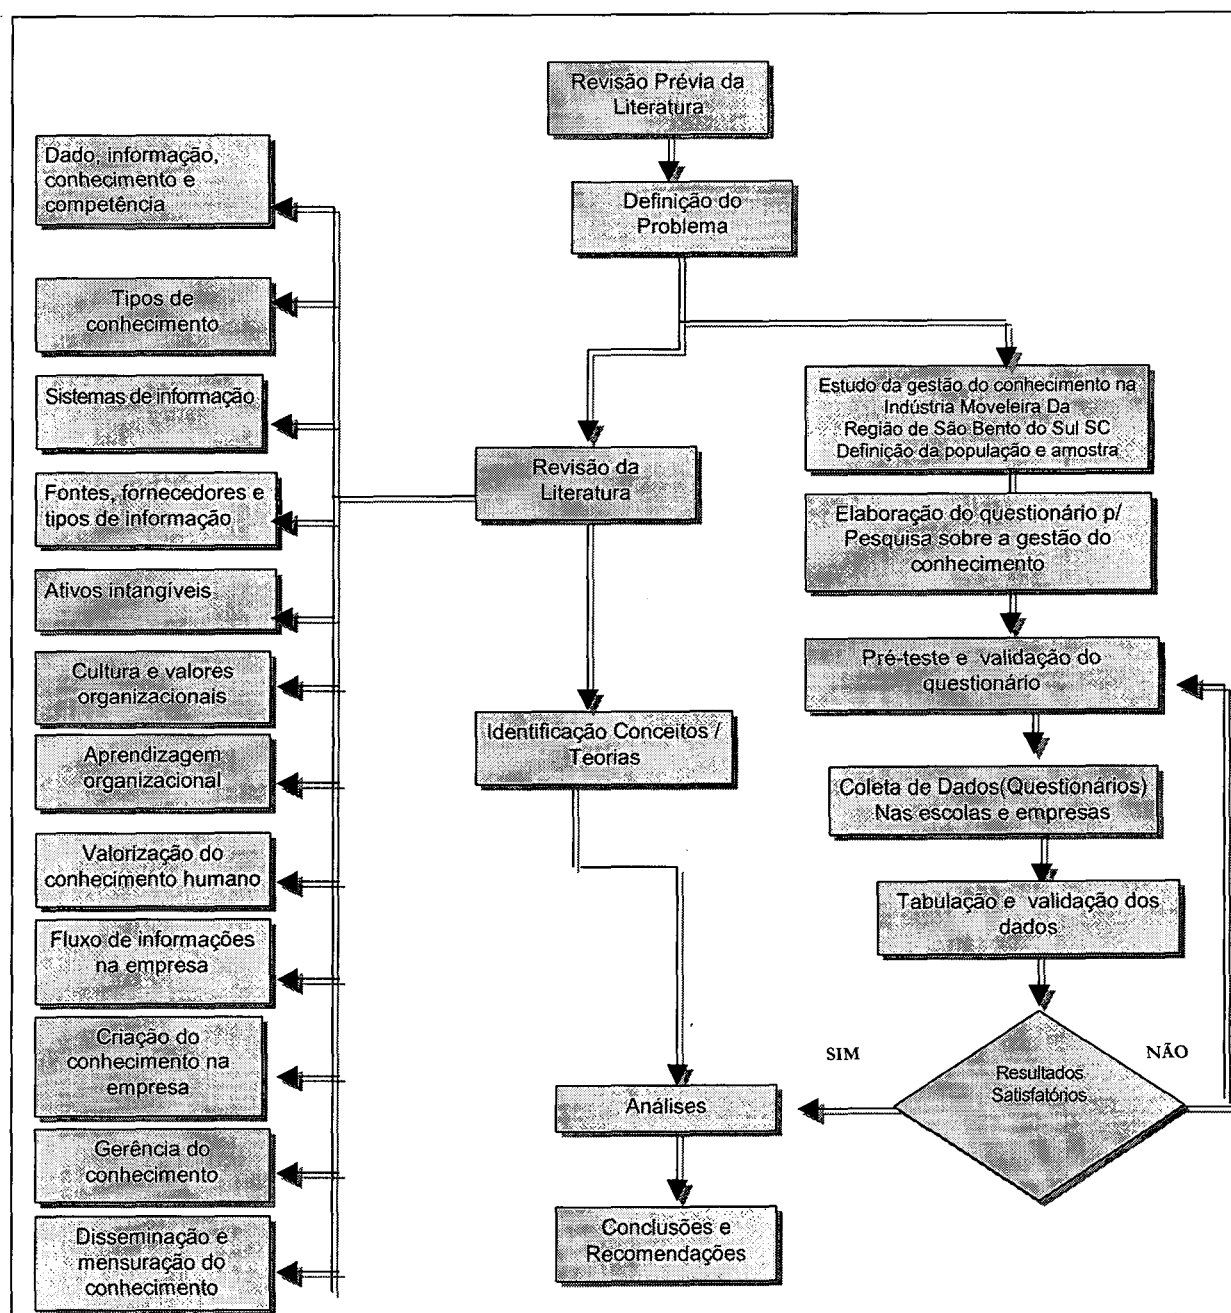 Revisão Prévia da
Literatura
Definição do
Problema
Dado, informação,
conhecimento e
competência
Tipos de
conhecimento
Sistemas de informação
Fontes, fornecedores e
tipos de informação
Ativos intangíveis
Cultura e valores
organizacionais
Aprendizagem
organizacional
Valorização do
conhecimento humano
Fluxo de informações
na empresa
Criação do
conhecimento na
empresa
Gerência do
conhecimento
Disseminação e
mensuração do
conhecimento
Revisão da
Literatura
Identificação Conceitos /
Teorias
Estudo da gestão do conhecimento na
Indústria Moveleira Da
Região de São Bento do Sul SC
Definição da população e amostra
Elaboração do questionário p/
Pesquisa sobre a gestão do
conhecimento
Pré-teste e validação do
questionário
Coleta de Dados(Questionários)
Nas escolas e empresas
Tabulação e validação dos
dados
Resultados
Satisfatórios
SIM
NÃO
Análises
Conclusões e
Recomendações